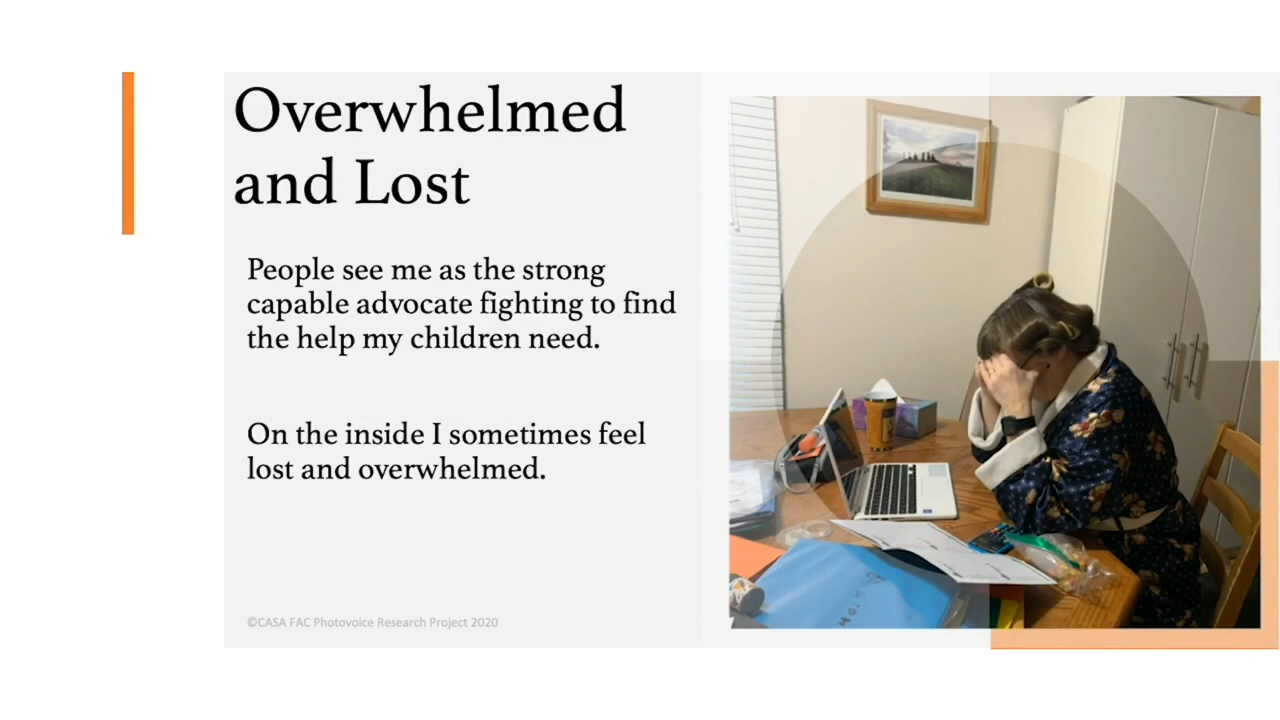 Overwhelmed
and Lost
People see me as the strong
capable advocate fighting to find
the help my children need.
On the inside I sometimes feel
lost and overwhelmed.
©CASA FAC Photovoice Research Project 2020